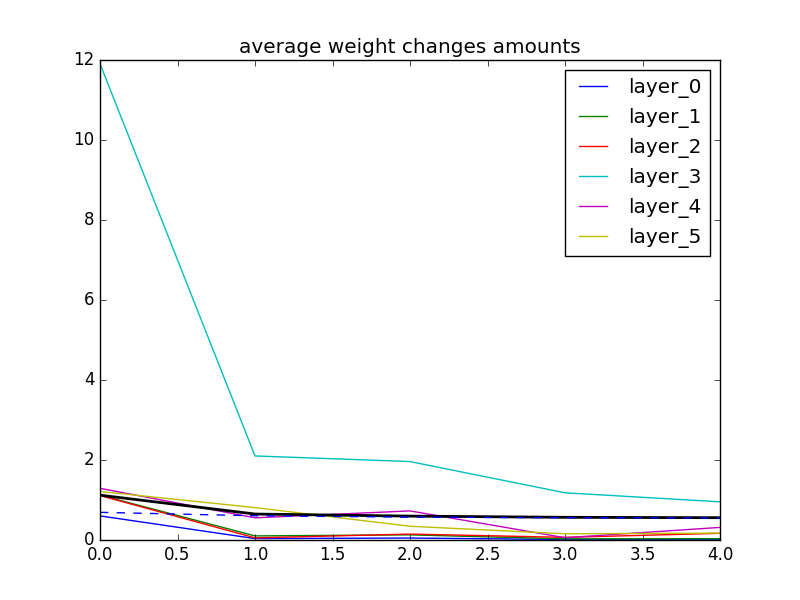 average weight changes amounts
12
10
8
6
4
2
0
0.0 0.5 1.0 1.5 2.0 2.5 3.0 3.5 4.0
layer_0
layer_1
layer_2
layer_3
layer_4
layer_5